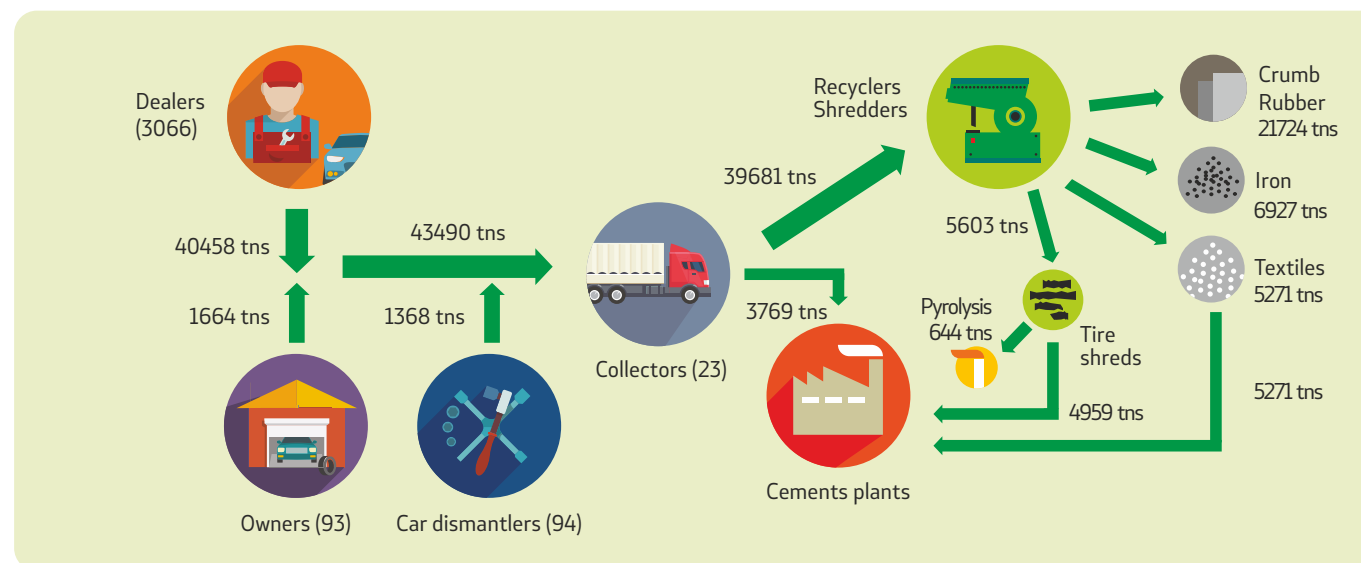 Dealers
(3066)
40458 tns
1664 tns
Owners (93)
43490 tns
1368 tns
Car dismantlers (94)
Collectors (23)
39681 tns
3769 tns
Cements plants
Recyclers
Shredders
5603 tns
Pyrolysis
644 tns
Tire
shreds
4959 tns
Crumb
Rubber
21724 tns
Iron
6927 tns
Textiles
5271 tns
5271 tns